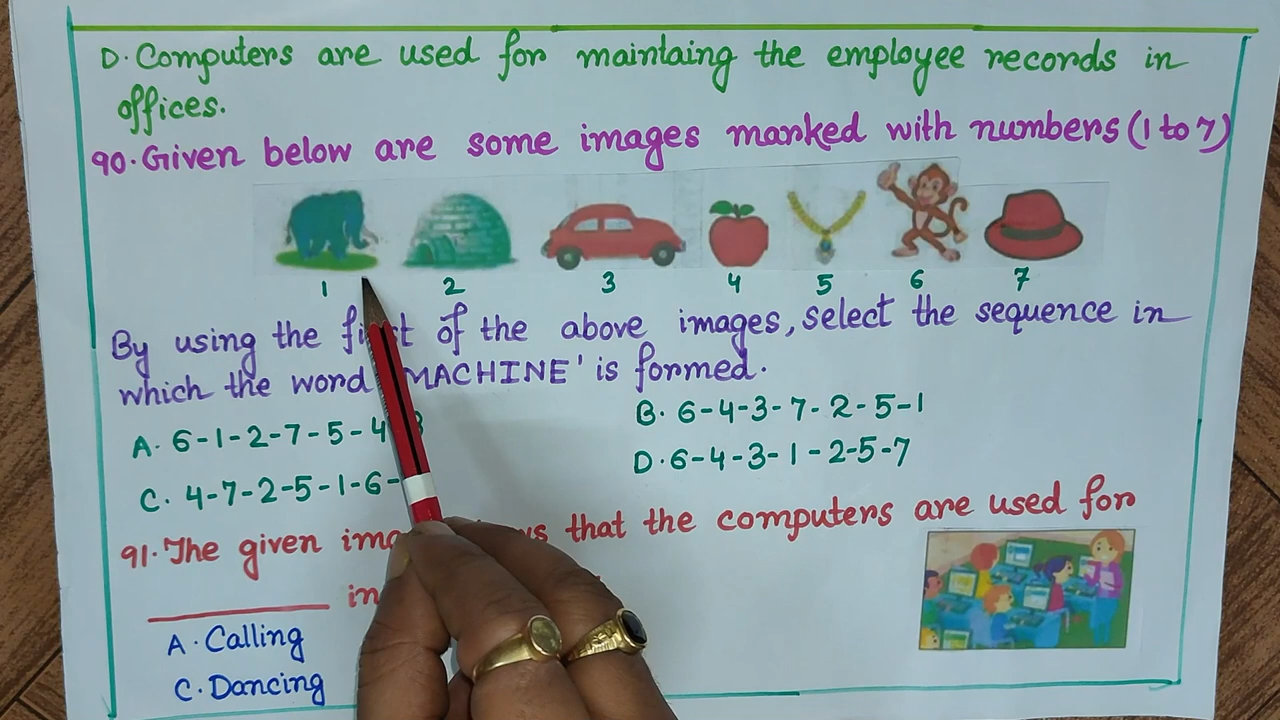 D. Computers are used for maintaing the employee records in
offices.
90. Given below are some images marked with numbers (1 to 7)
1 2 3 4 5 6 7
By using the first of the above images, select the sequence in
which the word 'MACHINE' is formed.
A. 6-1-2-7-5-4
B. 6-4-3-7-2-5-1
C. 4-7-2-5-1-6-
D. 6-4-3-1-2-5-7
91. The given that the computers are used for
in
A. Calling
C. Dancing